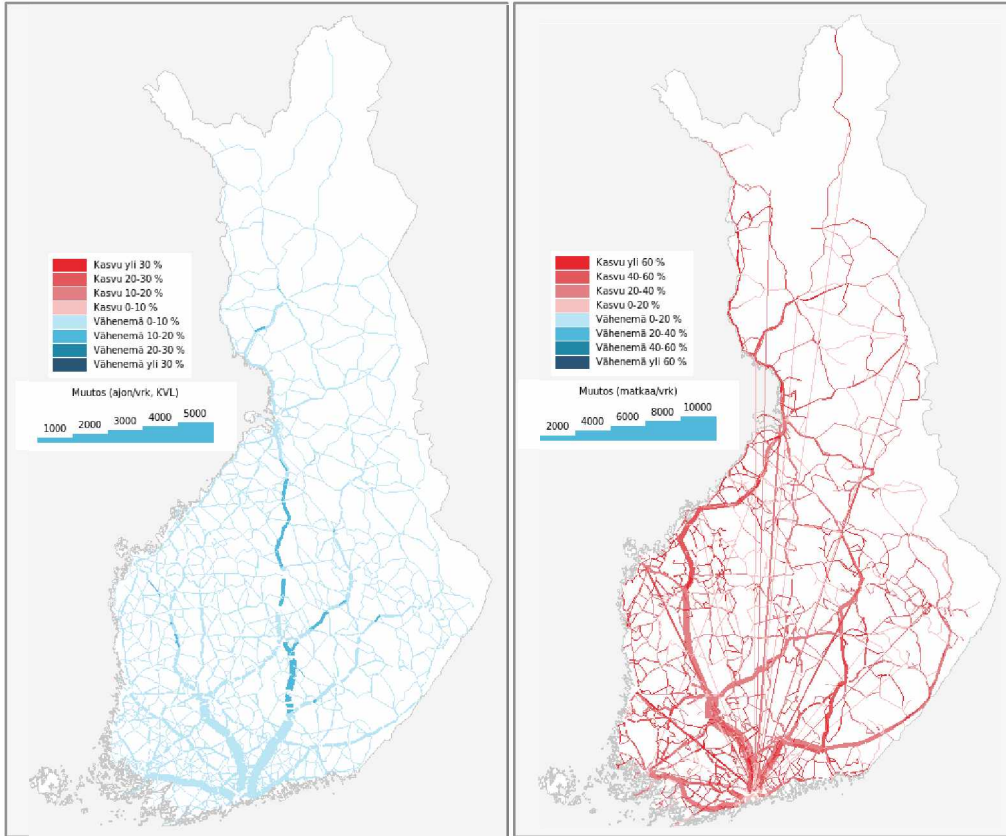 Kasvu yli 30 %
Kasvu 20-30 %
Kasvu 10-20 %
Kasvu 0-10 %
Vähenemä 0-10 %
Vähenemä 10-20 %
Vähenemä 20-30 %
Vähenemä yli 30 %
Muutos (ajon/vrk, KVL)
1000 2000 3000 4000 5000
Kasvu yli 60 %
Kasvu 40-60 %
Kasvu 20-40 %
Kasvu 0-20 %
Vähenemä 0-20 %
Vähenemä 20-40 %
Vähenemä 40-60 %
Vähenemä yli 60 %
Muutos (matkaa/vrk)
2000 4000 6000 8000 10000